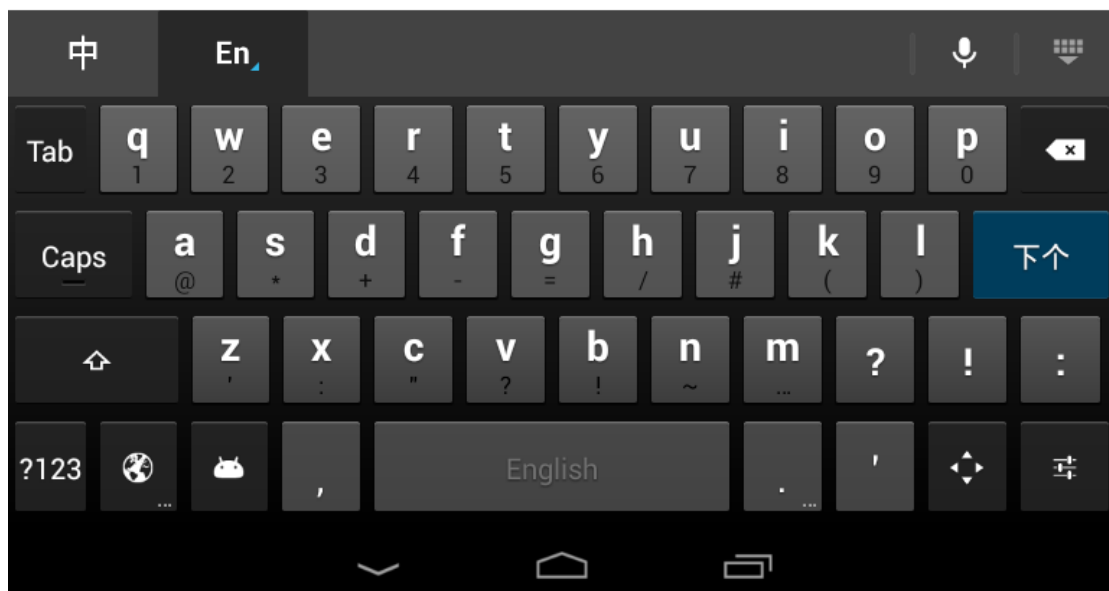 中 En
Tab q w e r t y u i o p
1 2 3 4 5 6 7 8 9 0
Caps a s d f g h j k l 下个
@ * + - = / # ( )
z x c v b n m ? ! :
' : " ? ! ~ ...
?123 ... , English . ... '